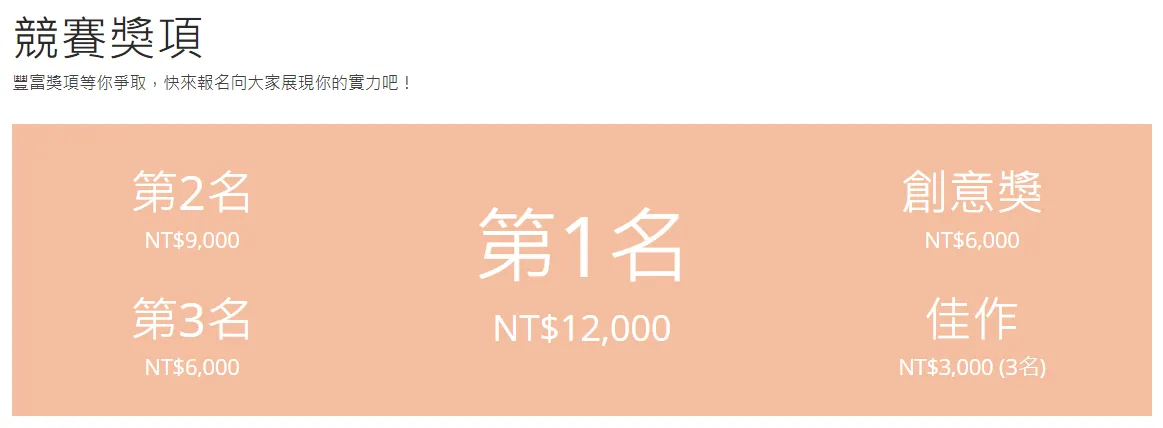 競賽獎項
豐富獎項等你爭取，快來報名向大家展現你的實力吧！
第2名
NT$9,000
第3名
NT$6,000
第1名
NT$12,000
創意獎
NT$6,000
佳作
NT$3,000 (3名)